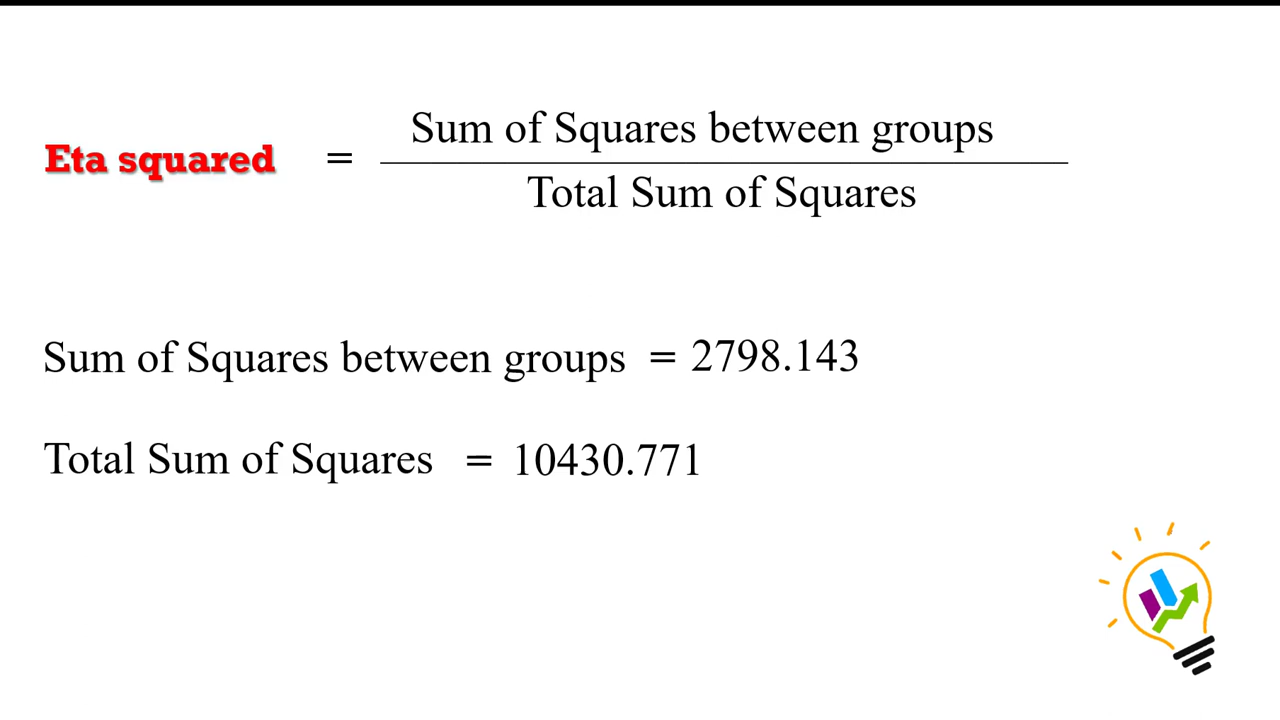 Sum of Squares between groups
Eta squared =
Total Sum of Squares
Sum of Squares between groups = 2798.143
Total Sum of Squares = 10430.771